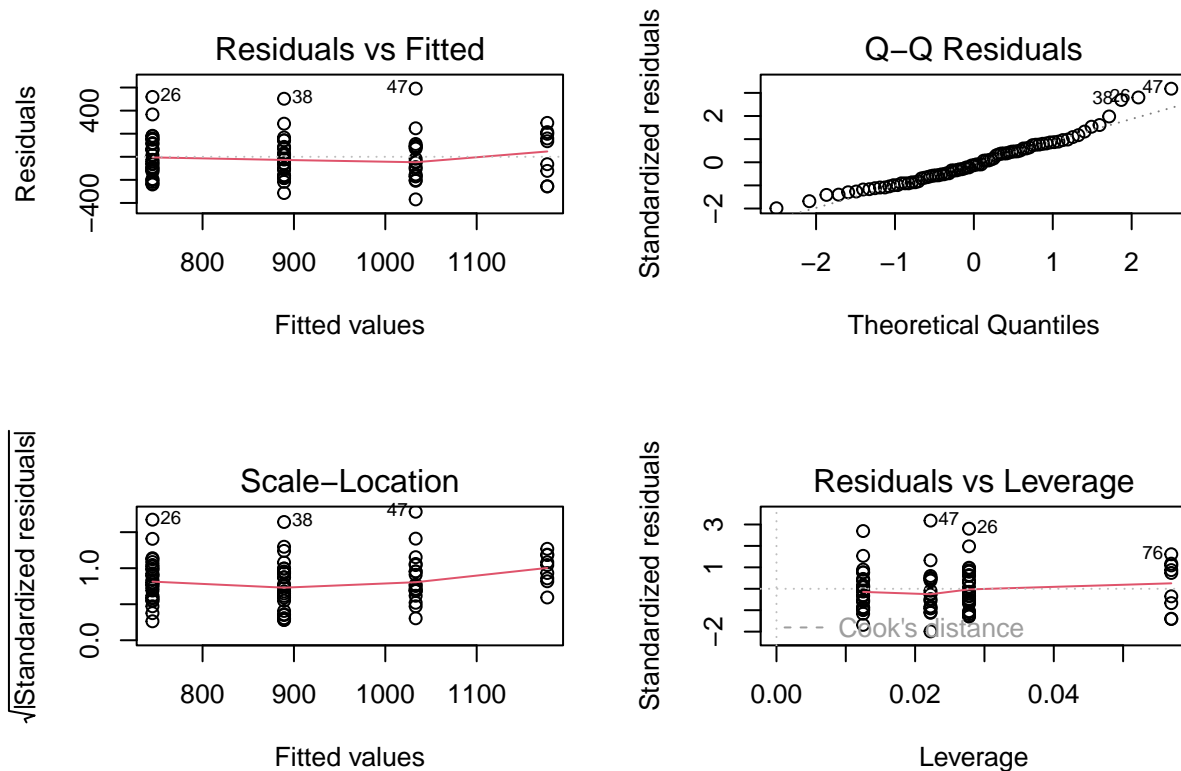 Residuals vs Fitted
Residuals
400
−400
26
38
47
800 900 1000 1100
Fitted values
Q−Q Residuals
Standardized residuals
2
0
−2
38
26
47
−2 −1 0 1 2
Theoretical Quantiles
Scale−Location
√|Standardized residuals|
1.0
0.0
26
38
47
800 900 1000 1100
Fitted values
Residuals vs Leverage
Standardized residuals
3
1
−2
47
26
76
Cook's distance
0.00 0.02 0.04
Leverage